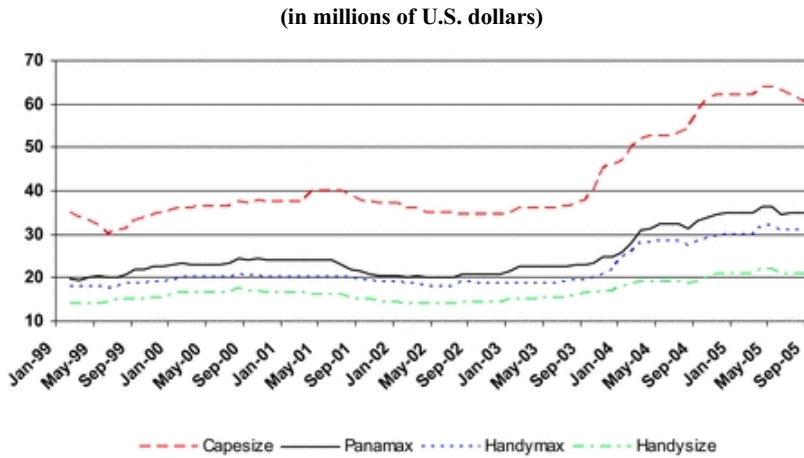 (in millions of U.S. dollars)
70
60
50
40
30
20
10
Jan-99 May-99 Sep-99 Jan-00 May-00 Sep-00 Jan-01 May-01 Sep-01 Jan-02 May-02 Sep-02 Jan-03 May-03 Sep-03 Jan-04 May-04 Sep-04 Jan-05 May-05 Sep-05
Capesize Panamax Handymax Handysize